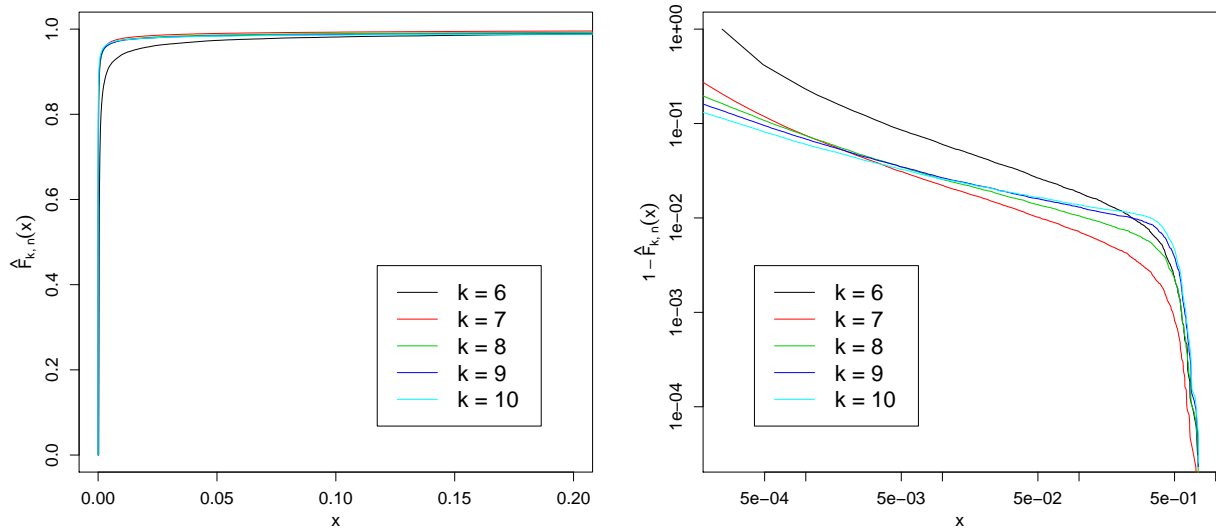 F̂k, n(x)
1.0
0.8
0.6
0.4
0.2
0.0
k = 6
k = 7
k = 8
k = 9
k = 10
0.00 0.05 0.10 0.15 0.20
x
1 − F̂k, n(x)
1e+00
1e−01
1e−02
1e−03
1e−04
k = 6
k = 7
k = 8
k = 9
k = 10
5e−04 5e−03 5e−02 5e−01
x